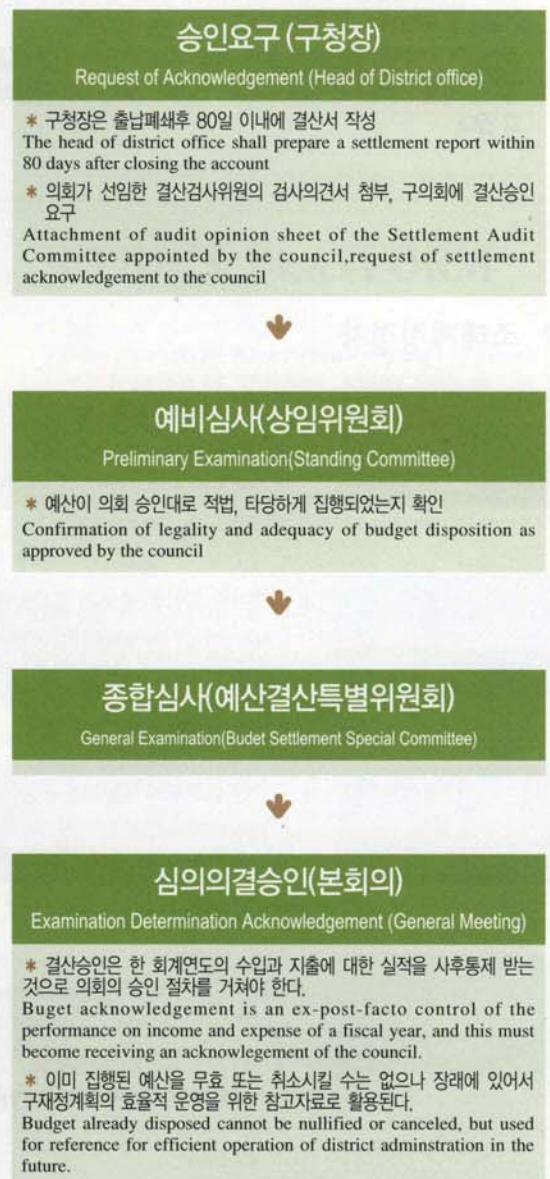 승인요구 (구청장)
Request of Acknowledgement (Head of District office)
* 구청장은 출납폐쇄후 80일 이내에 결산서 작성
The head of district office shall prepare a settlement report within
80 days after closing the account
* 의회가 선임한 결산검사위원의 검사의견서 첨부, 구의회에 결산승인
요구
Attachment of audit opinion sheet of the Settlement Audit
Committee appointed by the council,request of settlement
acknowledgement to the council
예비심사(상임위원회)
Preliminary Examination(Standing Committee)
* 예산이 의회 승인대로 적법, 타당하게 집행되었는지 확인
Confirmation of legality and adequacy of budget disposition as
approved by the council
종합심사(예산결산특별위원회)
General Examination(Budet Settlement Special Committee)
심의의결승인(본회의)
Examination Determination Acknowledgement (General Meeting)
* 결산승인은 한 회계연도의 수입과 지출에 대한 실적을 사후통제 받는
것으로 의회의 승인 절차를 거쳐야 한다.
Buget acknowledgement is an ex-post-facto control of the
performance on income and expense of a fiscal year, and this must
become receiving an acknowlegement of the council.
* 이미 집행된 예산을 무효 또는 취소시킬 수는 없으나 장래에 있어서
구재정계획의 효율적 운영을 위한 참고자료로 활용된다.
Budget already disposed cannot be nullified or canceled, but used
for reference for efficient operation of district adminstration in the
future.